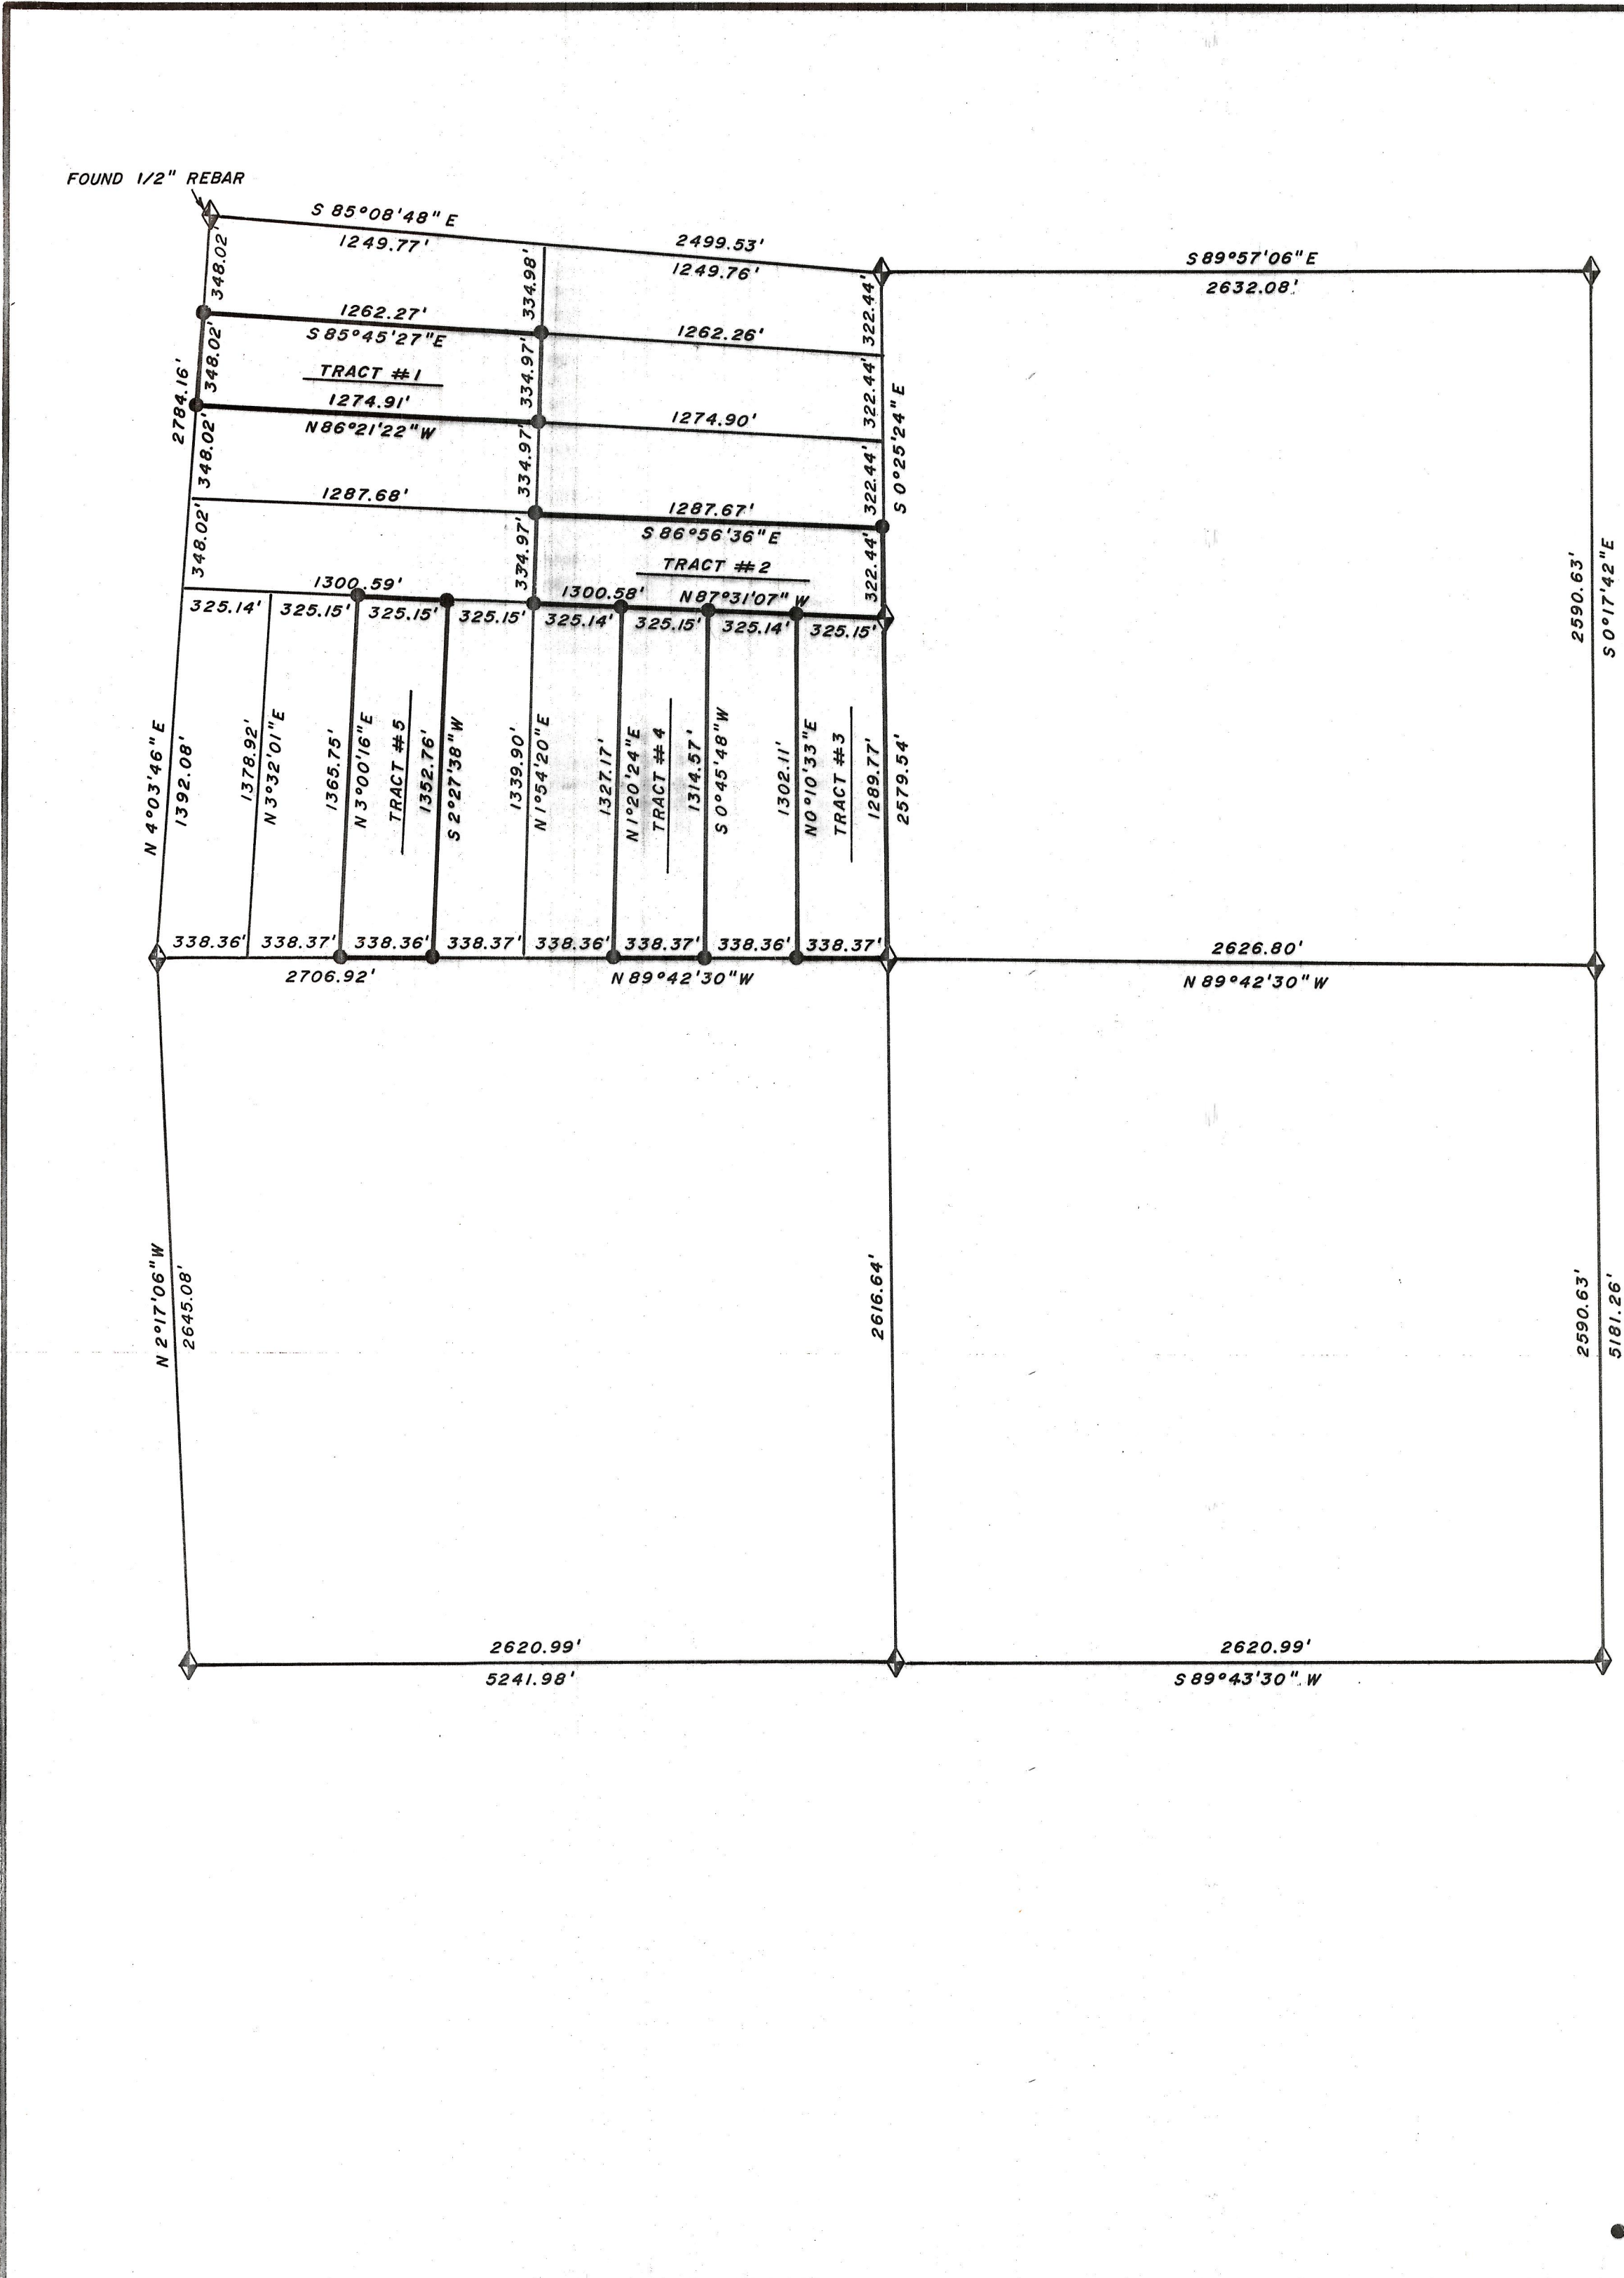 FOUND 1/2" REBAR
S 85°08'48" E
1249.77'
2499.53'
1249.76'
S 89°57'06" E
2632.08'
348.02'
334.98'
322.44'
1262.27'
S 85°45'27" E
1262.26'
348.02'
334.97'
322.44'
TRACT #1
2784.16'
1274.91'
N 86°21'22" W
1274.90'
S 0°25'24" E
348.02'
334.97'
322.44'
1287.68'
1287.67'
S 86°56'36" E
348.02'
334.97'
322.44'
TRACT #2
1300.59'
1300.58'
N 87°31'07" W
325.14'
325.15'
325.15'
325.15'
325.14'
325.15'
325.14'
325.15'
2590.63'
S 0°17'42" E
N 4°03'46" E
1392.08'
1378.92'
N 3°32'01" E
1365.75'
N 3°00'16" E
TRACT #5
1352.76'
S 2°27'38" W
1339.90'
N 1°54'20" E
1327.17'
N 1°20'24" E
TRACT #4
1314.57'
S 0°45'48" W
1302.11'
N 0°10'33" E
TRACT #3
1289.77'
2579.54'
338.36'
338.37'
338.36'
338.37'
338.36'
338.37'
338.36'
338.37'
2706.92'
N 89°42'30" W
2626.80'
N 89°42'30" W
N 2°17'06" W
2645.08'
2616.64'
2590.63'
5181.26'
2620.99'
5241.98'
2620.99'
S 89°43'30" W